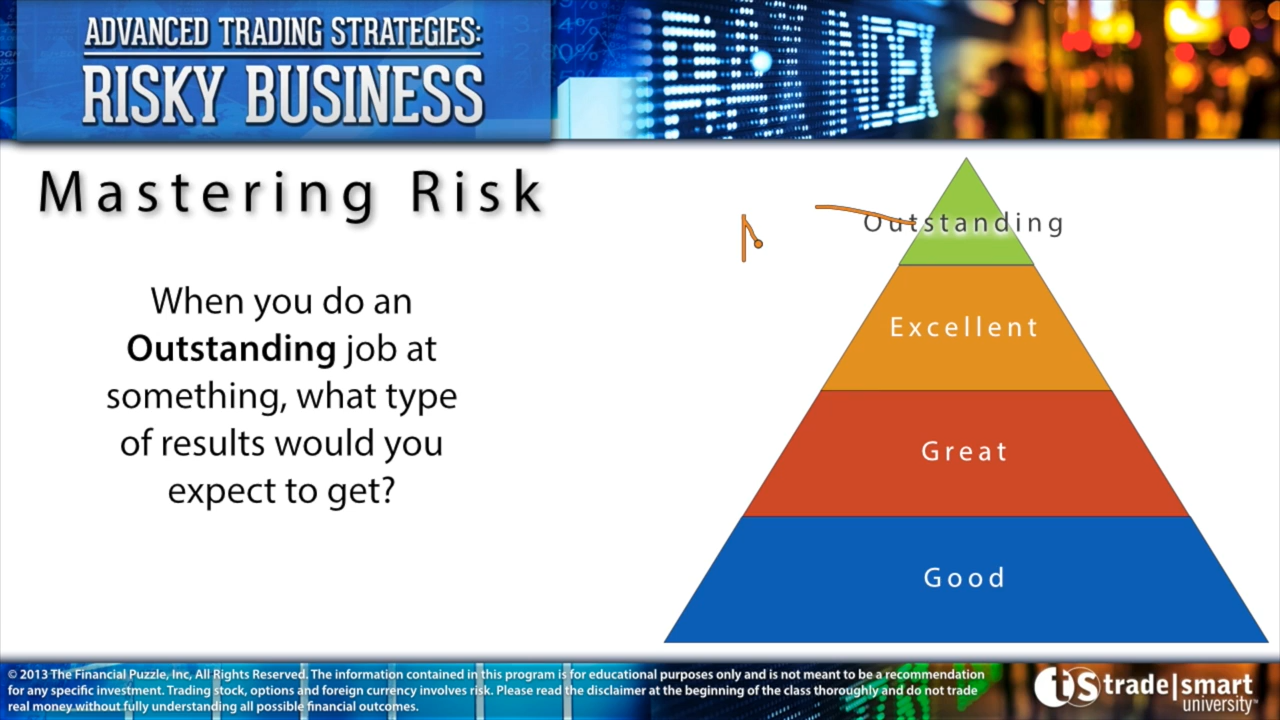 ADVANCED TRADING STRATEGIES:
RISKY BUSINESS
Mastering Risk
When you do an
Outstanding job at
something, what type
of results would you
expect to get?
Outstanding
Excellent
Great
Good
© 2013 The Financial Puzzle, Inc, All Rights Reserved. The information contained in this program is for educational purposes only and is not meant to be a recommendation
for any specific investment. Trading stock, options and foreign currency involves risk. Please read the disclaimer at the beginning of the class thoroughly and do not trade
real money without fully understanding all possible financial outcomes.
ts trade|smart
university™